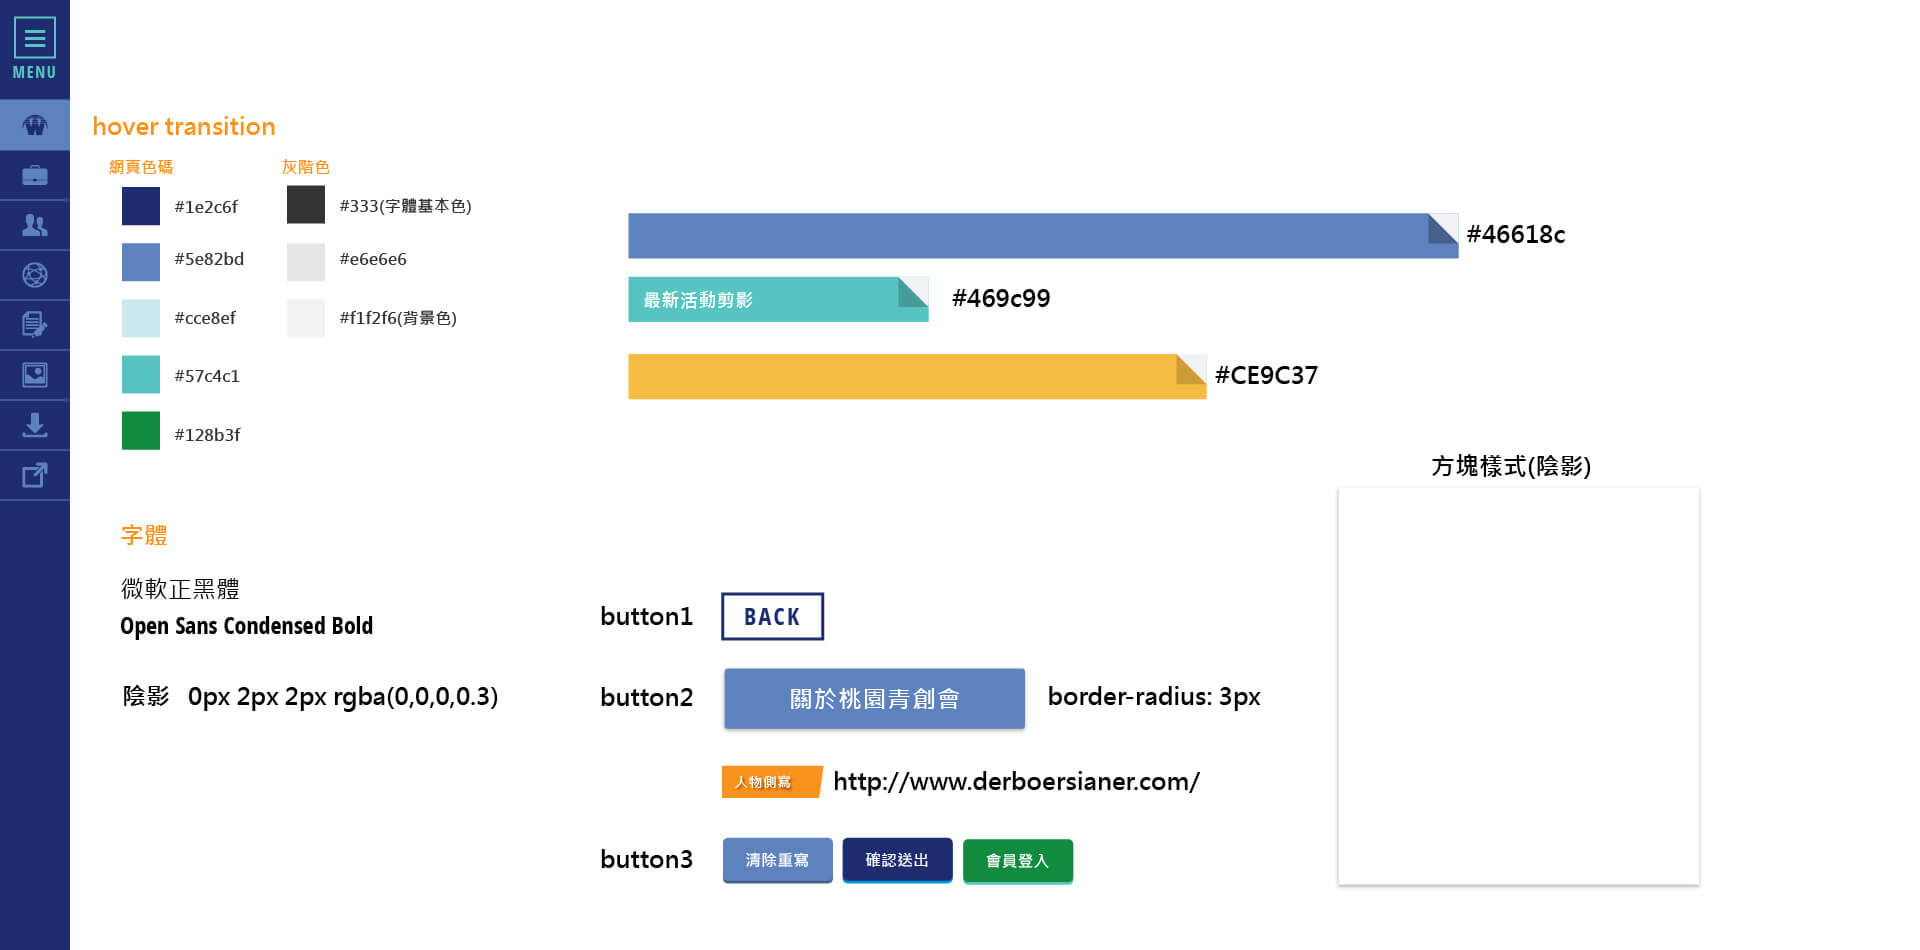 MENU
hover transition
網頁色碼
灰階色
#1e2c6f
#333(字體基本色)
#5e82bd
#e6e6e6
#cce8ef
#f1f2f6(背景色)
#57c4c1
#128b3f
#46618c
最新活動剪影
#469c99
#CE9C37
字體
微軟正黑體
Open Sans Condensed Bold
陰影 0px 2px 2px rgba(0,0,0,0.3)
button1
BACK
button2
關於桃園青創會
border-radius: 3px
人物側寫
http://www.derboersianer.com/
button3
清除重寫
確認送出
會員登入
方塊樣式(陰影)